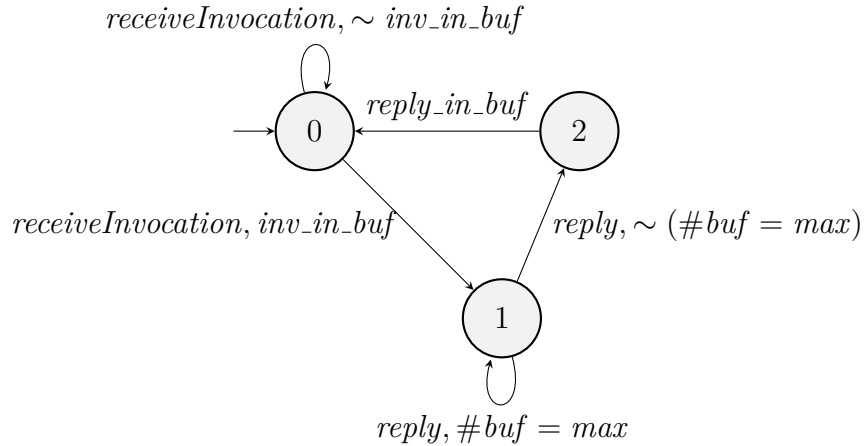 receiveInvocation, ∼ inv_in_buf
reply_in_buf
0
2
receiveInvocation, inv_in_buf
reply, ∼ (#buf = max)
1
reply, #buf = max